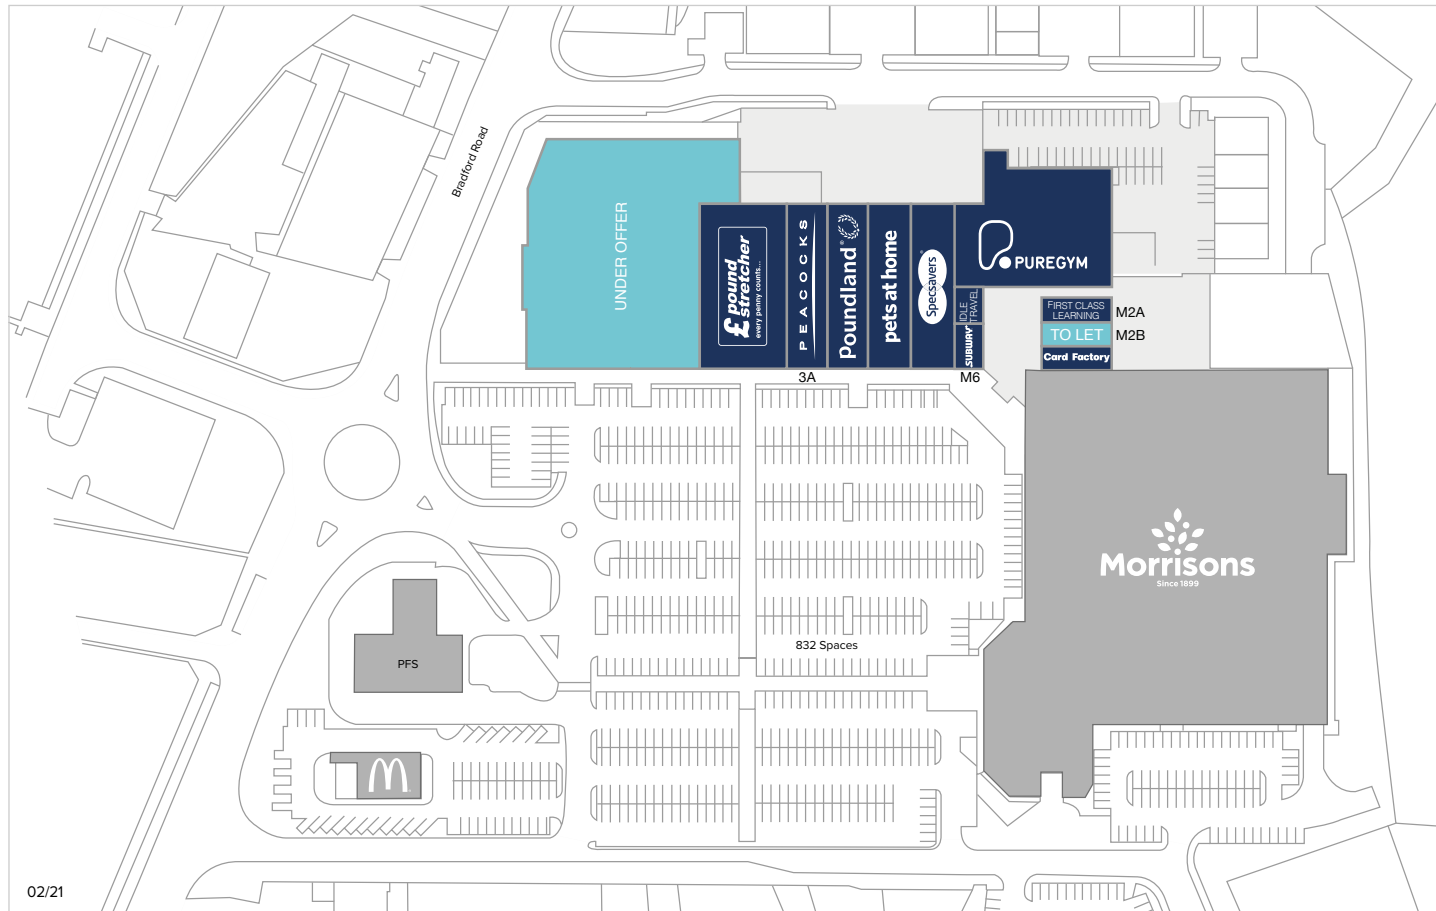 Bradford Road
UNDER OFFER
£ pound
stretcher
every penny counts...
PEACOCKS
Poundland®
pets at home
Specsavers
IDLE
TRAVEL
SUBWAY
PUREGYM
FIRST CLASS
LEARNING
M2A
TO LET
M2B
Card Factory
3A
M6
Morrisons
Since 1899
832 Spaces
PFS
M
02/21